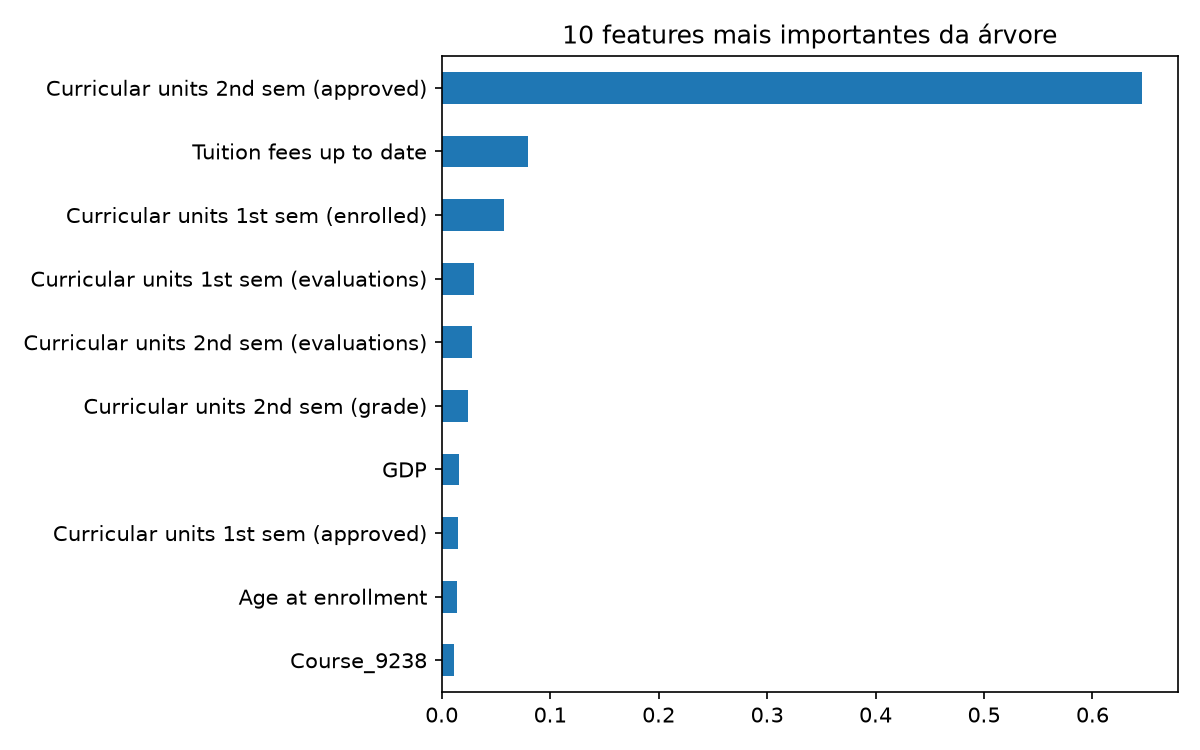 10 features mais importantes da árvore
Curricular units 2nd sem (approved)
Tuition fees up to date
Curricular units 1st sem (enrolled)
Curricular units 1st sem (evaluations)
Curricular units 2nd sem (evaluations)
Curricular units 2nd sem (grade)
GDP
Curricular units 1st sem (approved)
Age at enrollment
Course_9238
0.0 0.1 0.2 0.3 0.4 0.5 0.6